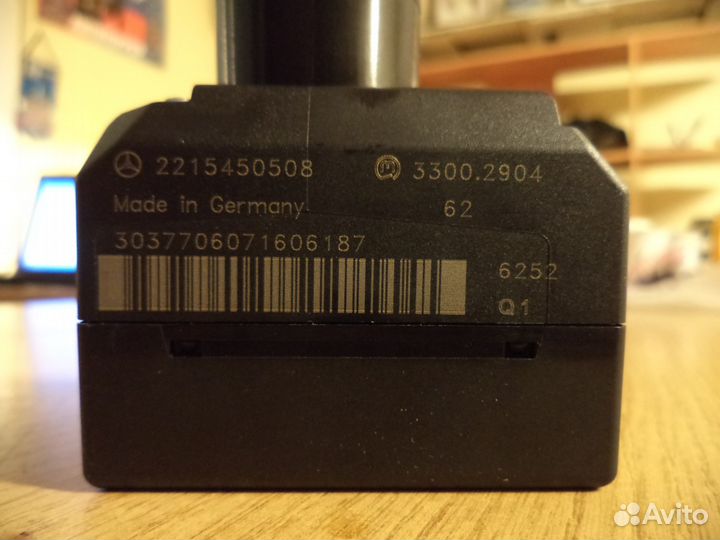 2215450508 3300.2904
Made in Germany 62
3037706071606187
6252
Q1
Avito